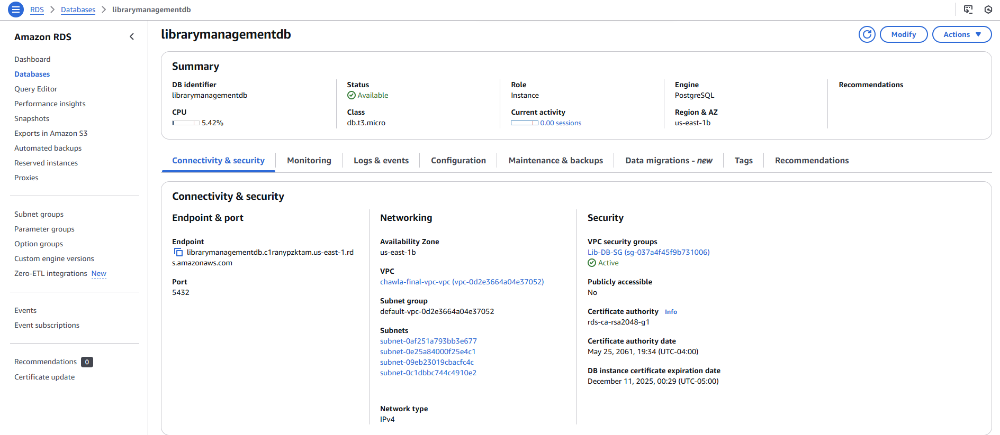 RDS > Databases > librarymanagementdb
Amazon RDS
Dashboard
Databases
Query Editor
Performance insights
Snapshots
Exports in Amazon S3
Automated backups
Reserved instances
Proxies
Subnet groups
Parameter groups
Option groups
Custom engine versions
Zero-ETL integrations New
Events
Event subscriptions
Recommendations 0
Certificate update
librarymanagementdb
Modify
Actions
Summary
DB identifier
librarymanagementdb
CPU
5.42%
Status
Available
Class
db.t3.micro
Role
Instance
Current activity
0.00 sessions
Engine
PostgreSQL
Region & AZ
us-east-1b
Recommendations
Connectivity & security
Monitoring
Logs & events
Configuration
Maintenance & backups
Data migrations - new
Tags
Recommendations
Connectivity & security
Endpoint & port
Endpoint
librarymanagementdb.c1ranypzktam.us-east-1.rd
s.amazonaws.com
Port
5432
Networking
Availability Zone
us-east-1b
VPC
chawla-final-vpc-vpc (vpc-0d2e3664a04e37052)
Subnet group
default-vpc-0d2e3664a04e37052
Subnets
subnet-0af251a793bb3e677
subnet-0e25a84000f25e4c1
subnet-09eb23019cbacfc4c
subnet-0c1dbbc744c4910e2
Network type
IPv4
Security
VPC security groups
Lib-DB-SG (sg-037a4f45f9b731006)
Active
Publicly accessible
No
Certificate authority Info
rds-ca-rsa2048-g1
Certificate authority date
May 25, 2061, 19:34 (UTC-04:00)
DB instance certificate expiration date
December 11, 2025, 00:29 (UTC-05:00)